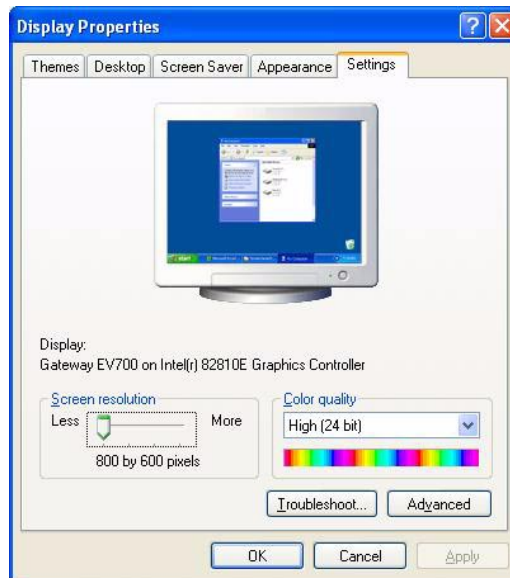 Display Properties
Themes Desktop Screen Saver Appearance Settings
start
Display:
Gateway EV700 on Intel(r) 82810E Graphics Controller
Screen resolution
Less More
800 by 600 pixels
Color quality
High (24 bit)
Troubleshoot... Advanced
OK Cancel Apply